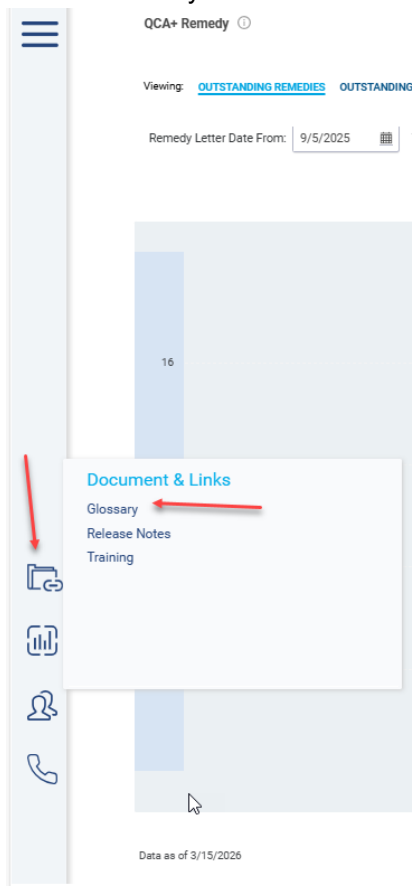 QCA+ Remedy
Viewing: OUTSTANDING REMEDIES OUTSTANDING
Remedy Letter Date From: 9/5/2025
16
Document & Links
Glossary
Release Notes
Training
Data as of 3/15/2026